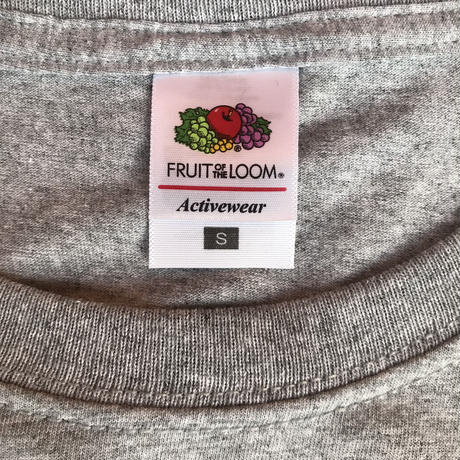 ®
FRUIT OF THE LOOM®
Activewear
S